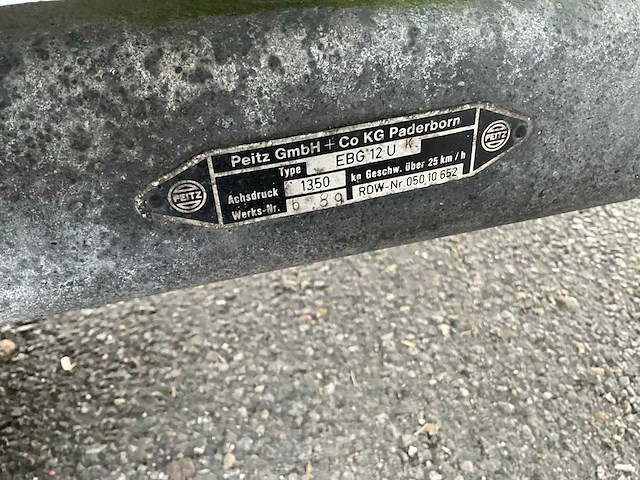 Peitz GmbH + Co KG Paderborn
Type EBG 12 U K
Achsdruck 1350 kg Geschw. über 25 km/h
Werks-Nr. 6 89 RDW-Nr. 050 10 652
PEITZ
PEITZ